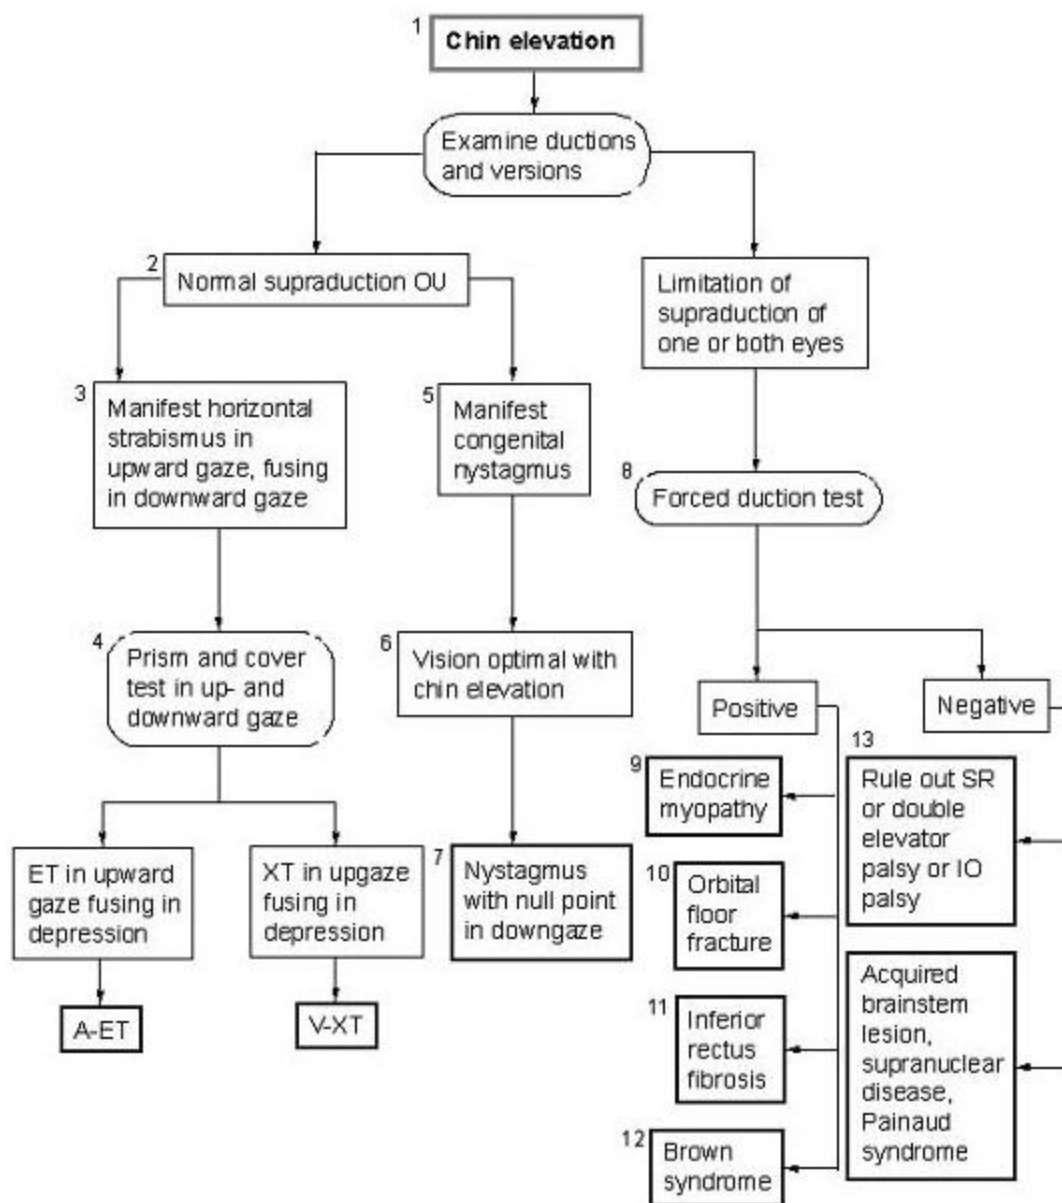 1
Chin elevation
Examine ductions
and versions
2
Normal supraduction OU
Limitation of
supraduction of
one or both eyes
3
Manifest horizontal
strabismus in
upward gaze, fusing
in downward gaze
5
Manifest
congenital
nystagmus
8
Forced duction test
4
Prism and cover
test in up- and
downward gaze
6
Vision optimal with
chin elevation
Positive
Negative
ET in upward
gaze fusing in
depression
XT in upgaze
fusing in
depression
7
Nystagmus
with null point
in downgaze
9
Endocrine
myopathy
13
Rule out SR
or double
elevator
palsy or IO
palsy
10
Orbital
floor
fracture
A-ET
V-XT
11
Inferior
rectus
fibrosis
Acquired
brainstem
lesion,
supranuclear
disease,
Painaud
syndrome
12
Brown
syndrome